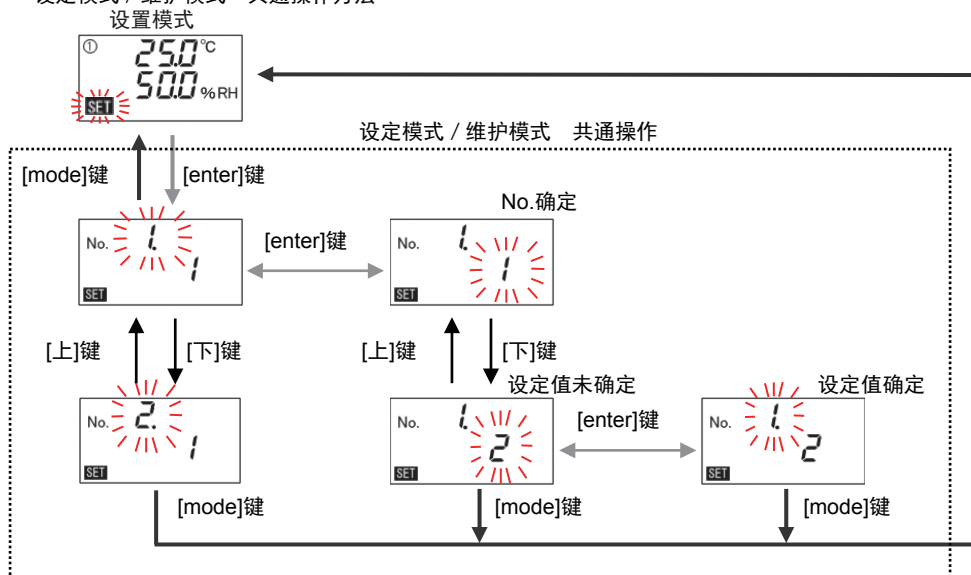 设置模式
① 25.0℃
50.0%RH
SET
设定模式 / 维护模式 共通操作
[mode]键
[enter]键
No.确定
No. 1.
1
SET
[enter]键
No. 1.
1
SET
[上]键
[下]键
[上]键
[下]键
设定值未确定
设定值确定
No. 2.
1
SET
No. 1.
2
SET
[enter]键
No. 1.
2
SET
[mode]键
[mode]键
[mode]键